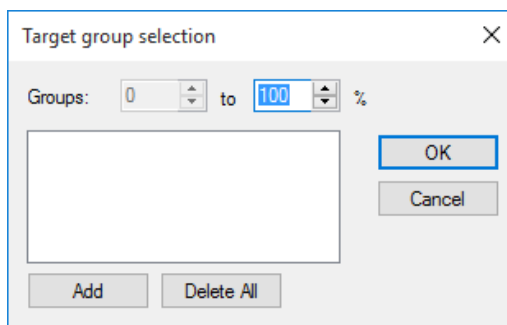 Target group selection
Groups: 0 to 100 %
OK
Cancel
Add Delete All